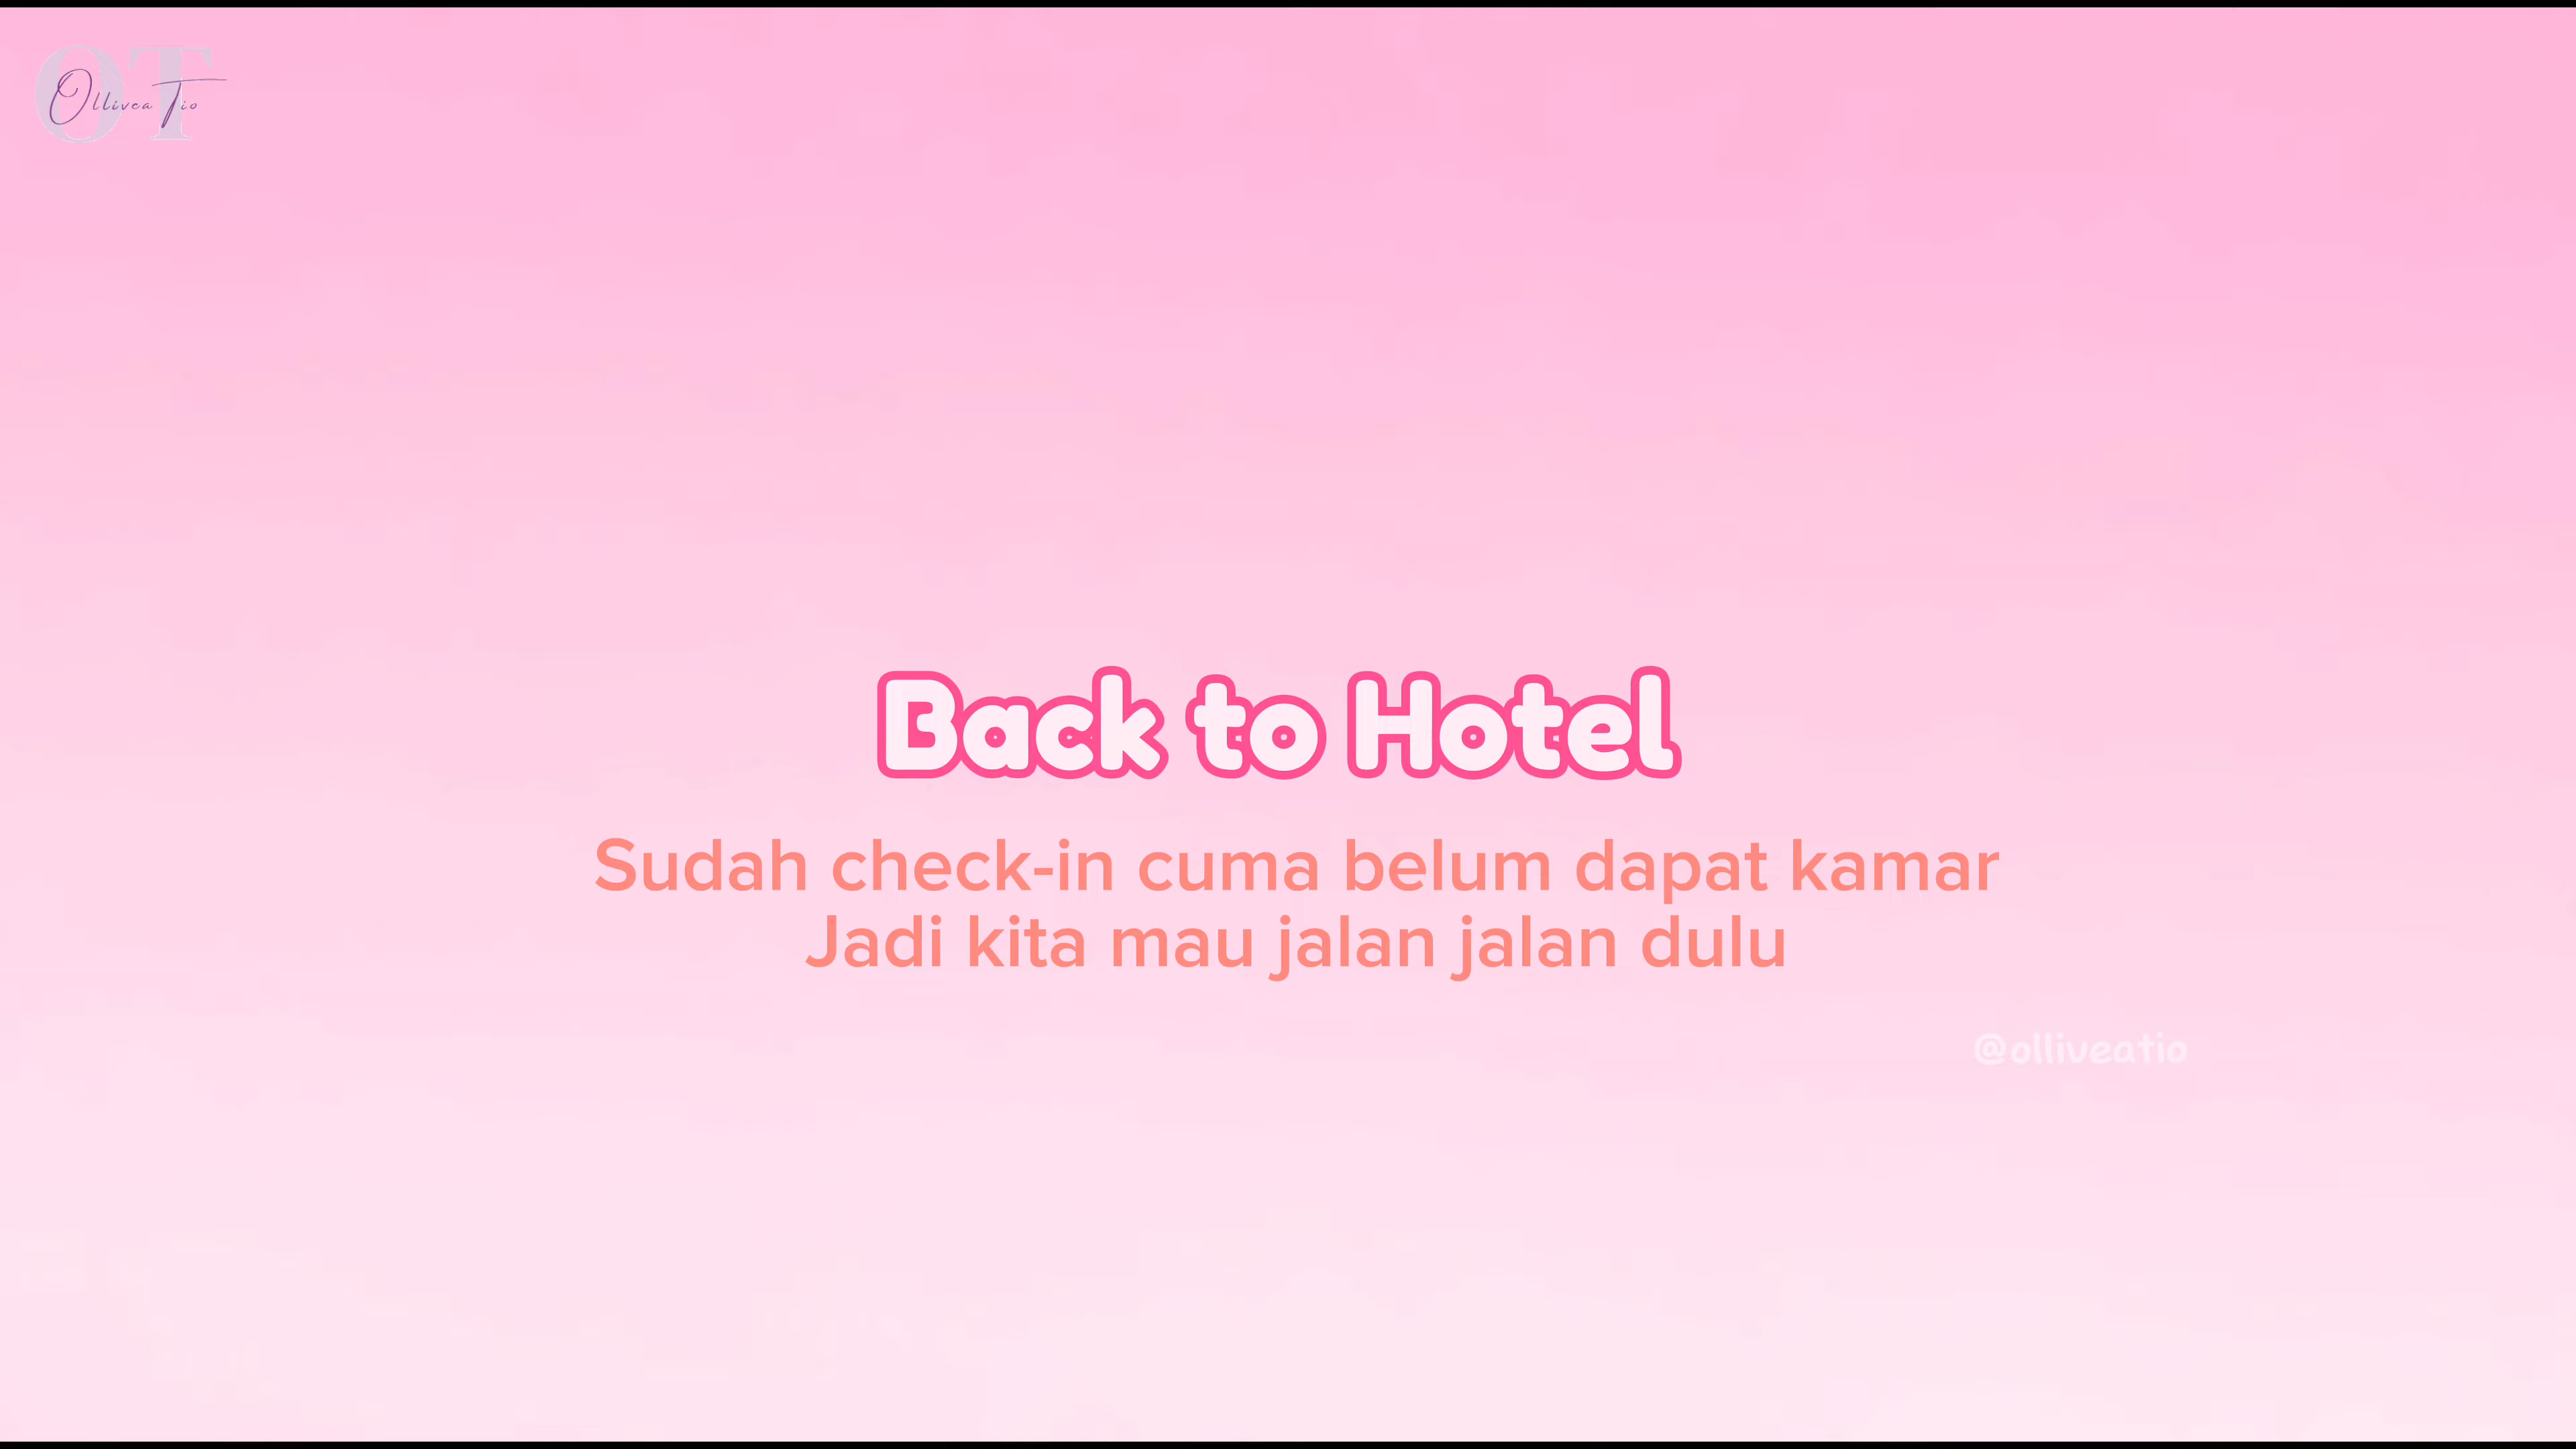 OT
Ollivea Tio
Back to Hotel
Sudah check-in cuma belum dapat kamar
Jadi kita mau jalan jalan dulu
@olliveatio